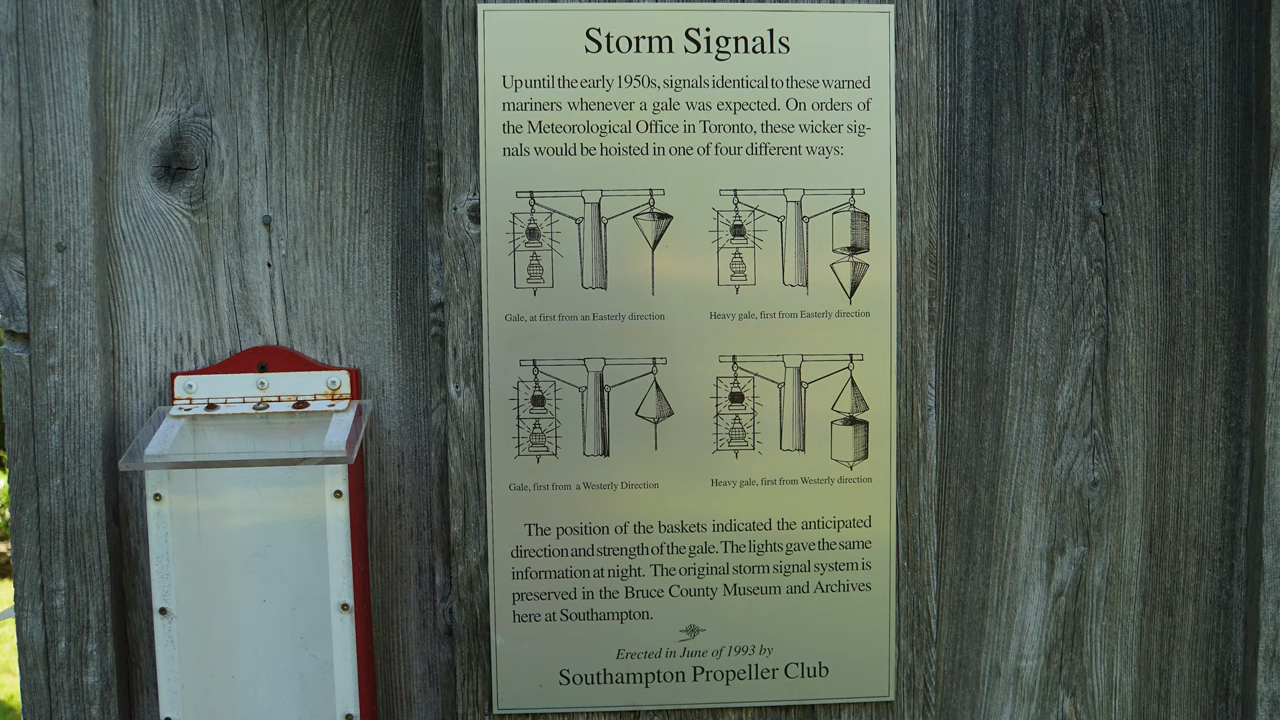 Storm Signals
Up until the early 1950s, signals identical to these warned
mariners whenever a gale was expected. On orders of
the Meteorological Office in Toronto, these wicker sig-
nals would be hoisted in one of four different ways:
Gale, at first from an Easterly direction
Heavy gale, first from Easterly direction
Gale, first from a Westerly Direction
Heavy gale, first from Westerly direction
The position of the baskets indicated the anticipated
direction and strength of the gale. The lights gave the same
information at night. The original storm signal system is
preserved in the Bruce County Museum and Archives
here at Southampton.
Erected in June of 1993 by
Southampton Propeller Club